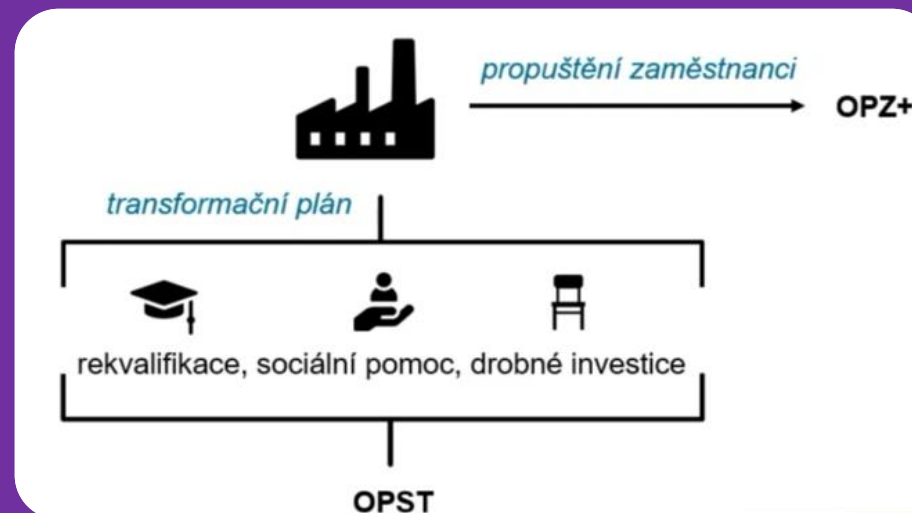 propuštění zaměstnanci
OPZ+
transformační plán
rekvalifikace, sociální pomoc, drobné investice
OPST